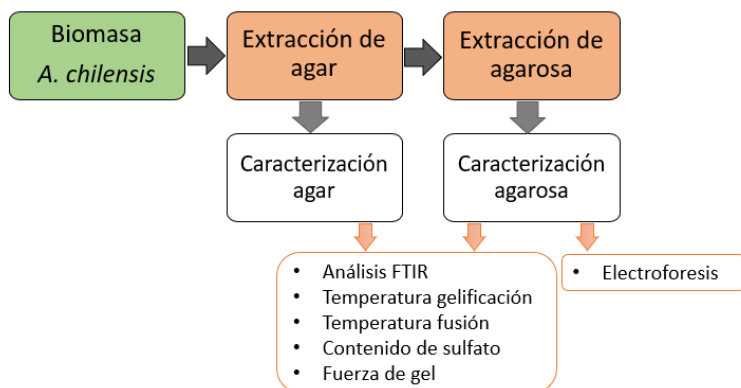 Biomasa
A. chilensis
Extracción de
agar
Extracción de
agarosa
Caracterización
agar
Caracterización
agarosa
• Análisis FTIR
• Temperatura gelificación
• Temperatura fusión
• Contenido de sulfato
• Fuerza de gel
• Electroforesis